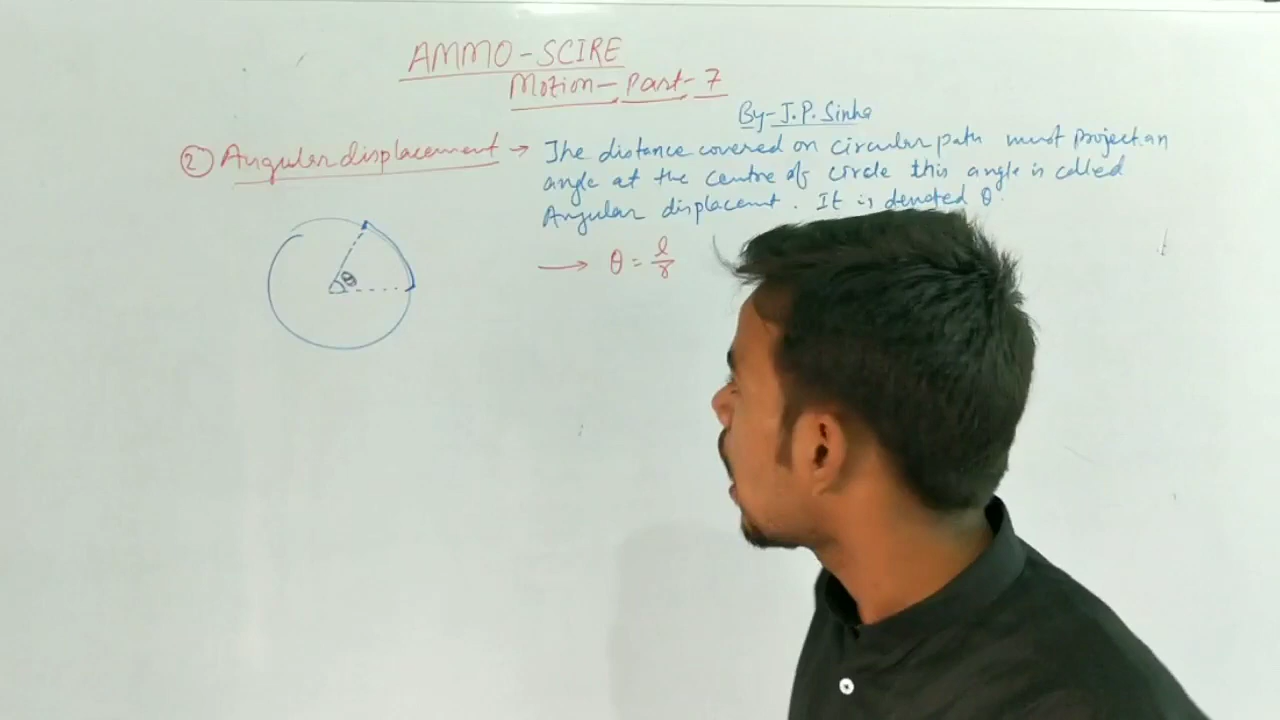 AMMO-SCIRE
Motion-Part-7
By-J.P. Sinha
② Angular displacement → The distance covered on circular path must project an
angle at the centre of circle this angle is called
Angular displacemt. It is denoted θ.
→ θ = l/r
θ